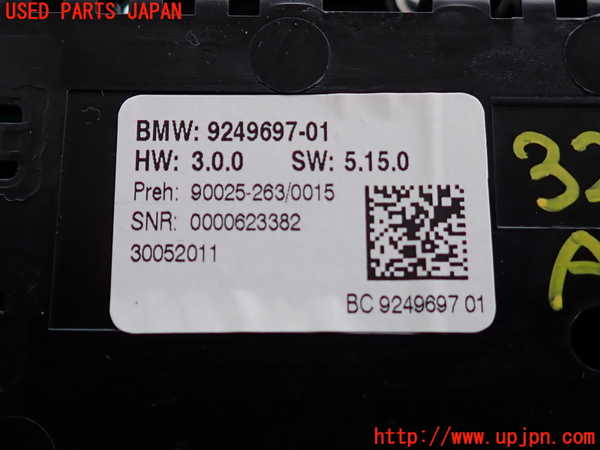 USED PARTS JAPAN
BMW: 9249697-01
HW: 3.0.0 SW: 5.15.0
Preh: 90025-263/0015
SNR: 0000623382
30052011
BC 9249697 01
32
A
http://www.upjpn.com/